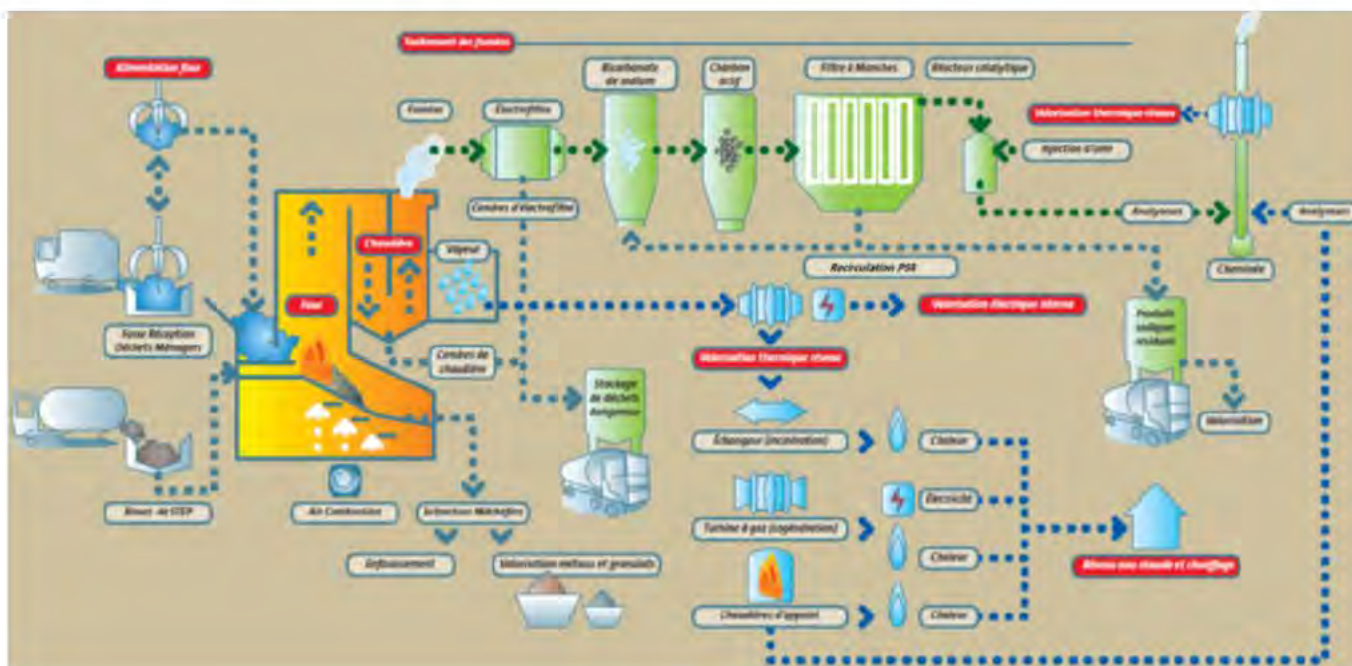 Traitement des fumées
Alimentation four
Bicarbonate
de sodium
Charbon
actif
Filtre à Manches
Réacteur catalytique
Fumées
Électrofiltre
Valorisation thermique réseau
Injection d'urée
Cendres d'électrofiltre
Analyseurs
Analyseurs
Chaudière
Vapeur
Recirculation PSR
Cheminée
Four
Valorisation électrique interne
Fosse Réception
Déchets Ménagers
Produits
sodiques
résiduels
Cendres de
chaudière
Valorisation thermique réseau
Stockage
de déchets
dangereux
Valorisation
Échangeur (incinération)
Chaleur
Boues de STEP
Air Combustion
Extraction Mâchefers
Électricité
Turbine à gaz (cogénération)
Enfouissement
Valorisation métaux et granulats
Chaleur
Réseau eau chaude et chauffage
Chaudières d'appoint
Chaleur